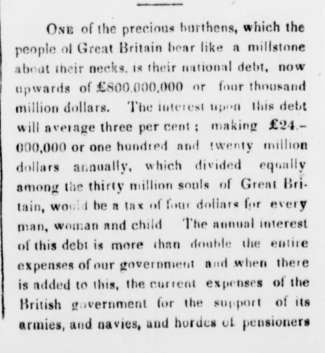 ONE of the precious burthens, which the
people of Great Britain bear like a millstone
about their necks, is their national debt, now
upwards of £800,000,000 or four thousand
million dollars. The interest upon this debt
will average three per cent; making £24,-
000,000 or one hundred and twenty million
dollars annually, which divided equally
among the thirty million souls of Great Bri-
tain, would be a tax of four dollars for every
man, woman and child The annual interest
of this debt is more than double the entire
expenses of our government and when there
is added to this, the current expenses of the
British government for the support of its
armies, and navies, and hordes of pensioners